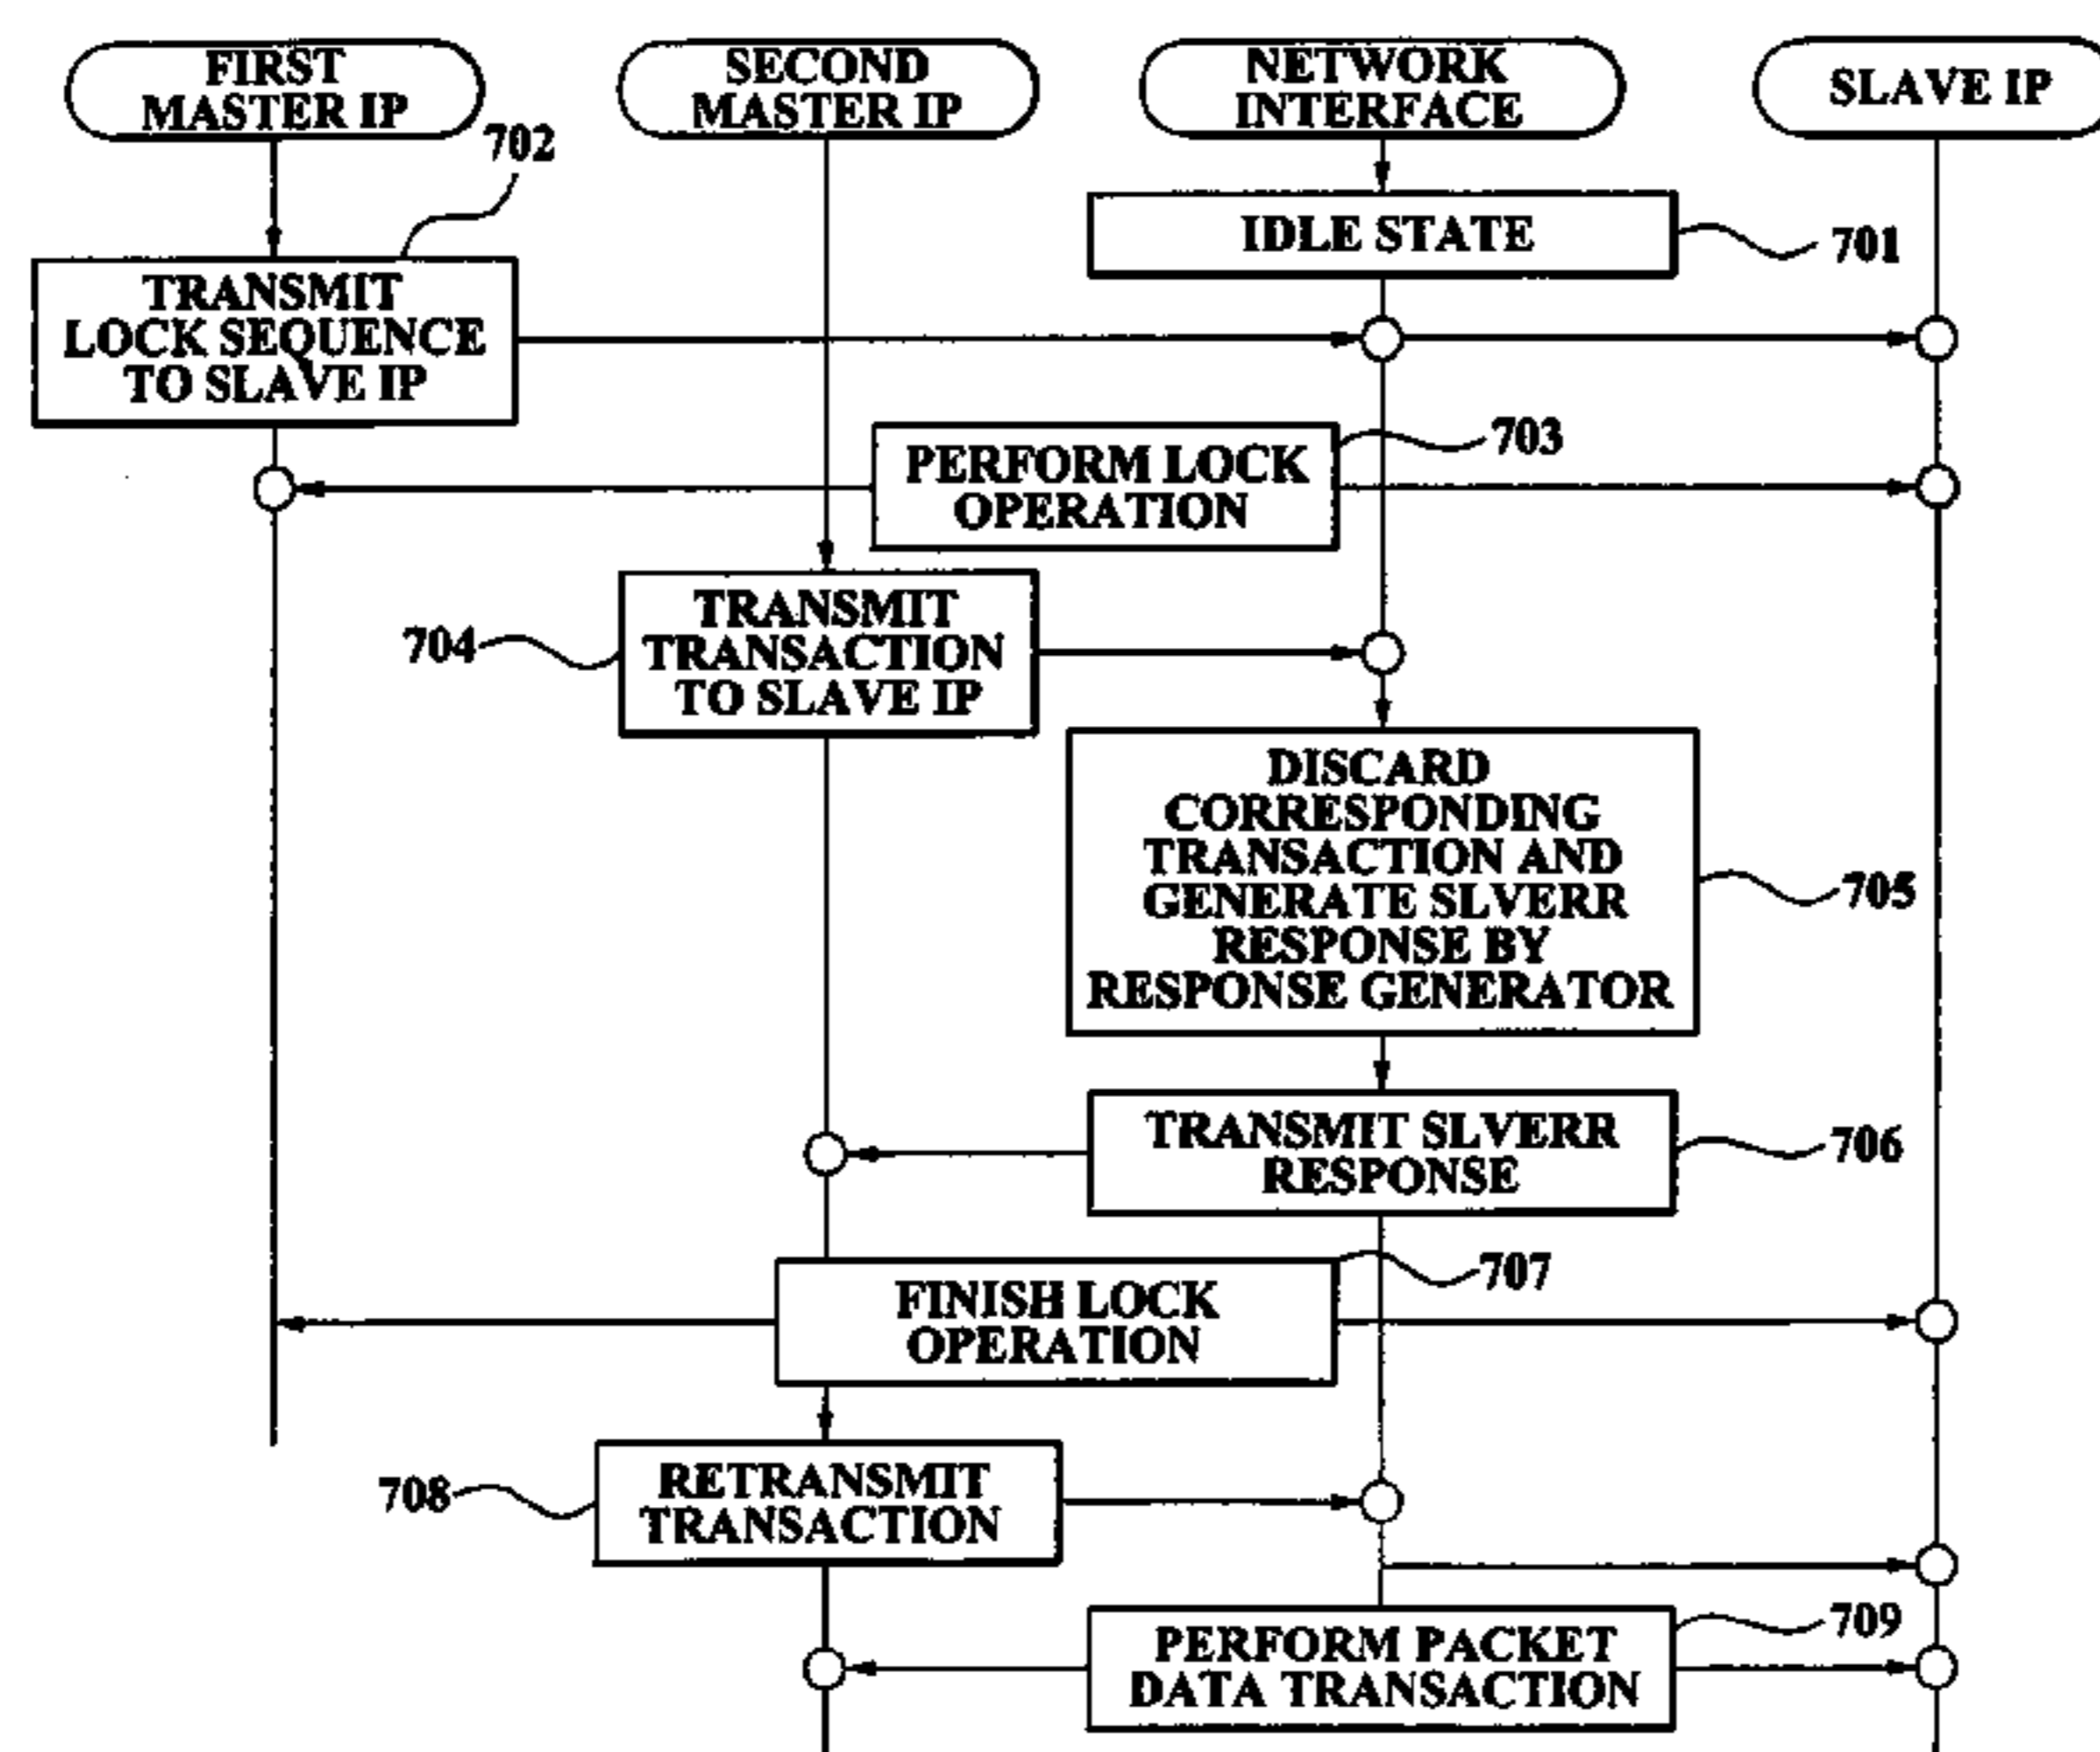 FIRST
MASTER IP
SECOND
MASTER IP
NETWORK
INTERFACE
SLAVE IP
702
IDLE STATE
701
TRANSMIT
LOCK SEQUENCE
TO SLAVE IP
703
PERFORM LOCK
OPERATION
704
TRANSMIT
TRANSACTION
TO SLAVE IP
DISCARD
CORRESPONDING
TRANSACTION AND
GENERATE SLVERR
RESPONSE BY
RESPONSE GENERATOR
705
TRANSMIT SLVERR
RESPONSE
706
707
FINISH LOCK
OPERATION
708
RETRANSMIT
TRANSACTION
709
PERFORM PACKET
DATA TRANSACTION